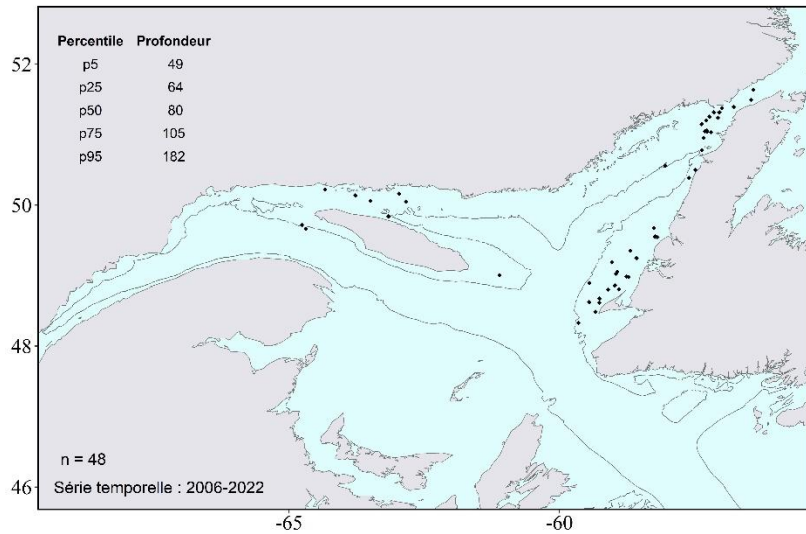 Percentile Profondeur
p5 49
p25 64
p50 80
p75 105
p95 182
52
50
48
46
n = 48
Série temporelle : 2006-2022
-65 -60